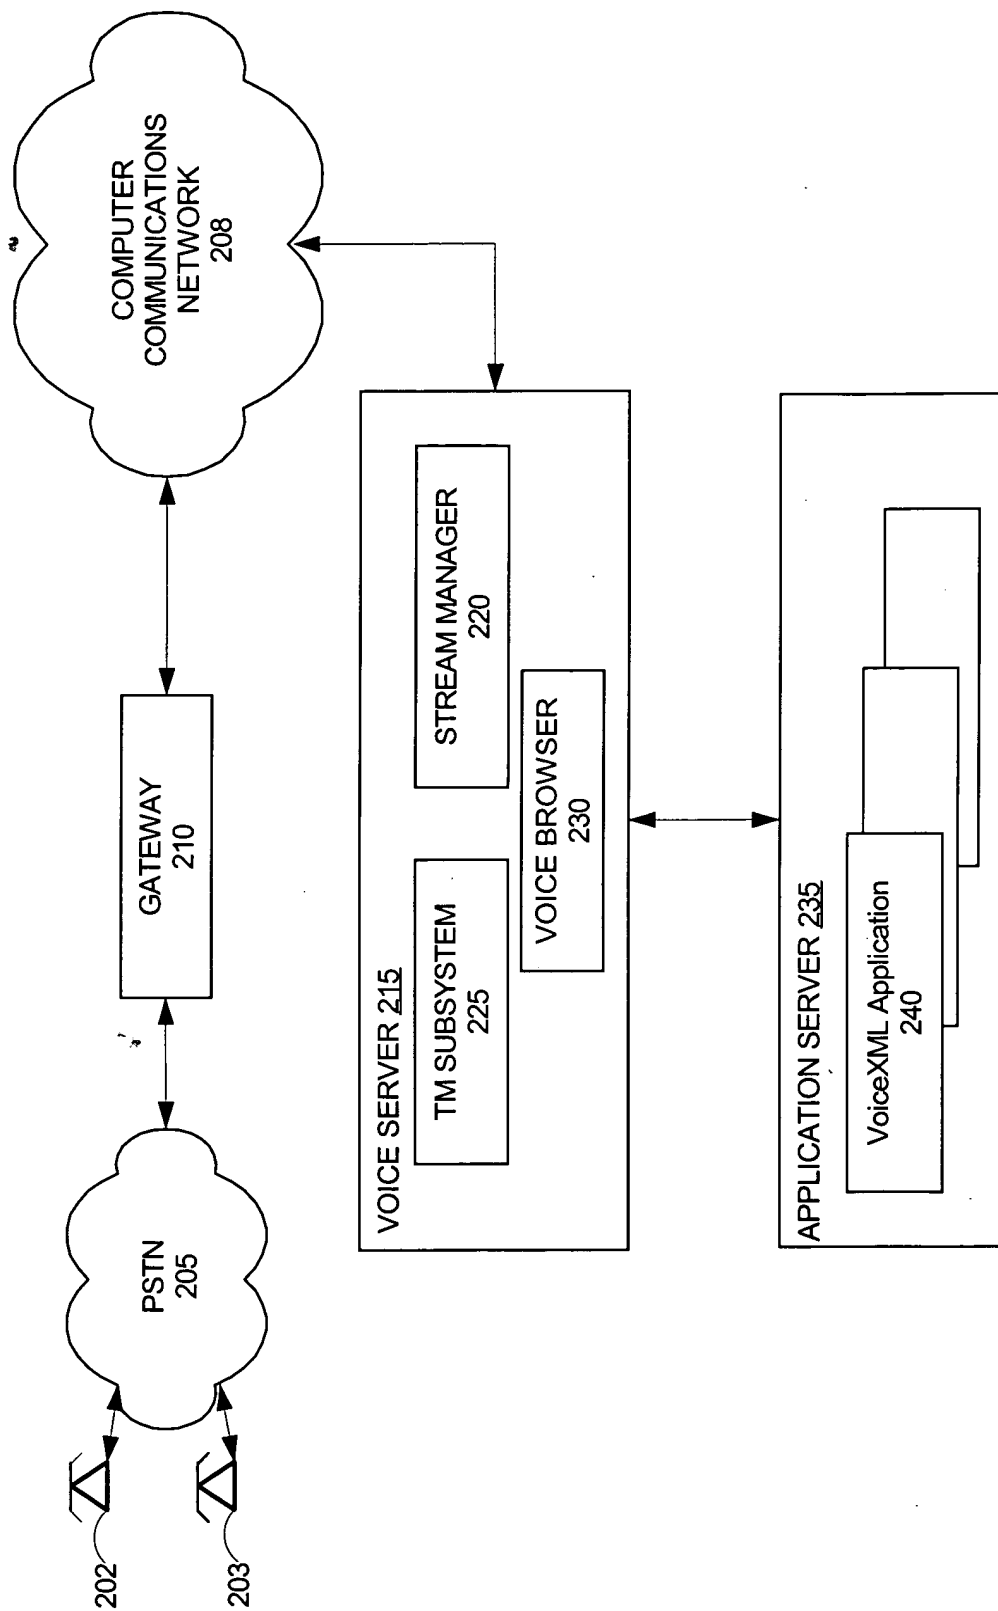 202
203
PSTN
205
GATEWAY
210
COMPUTER
COMMUNICATIONS
NETWORK
208
VOICE SERVER 215
TM SUBSYSTEM
225
STREAM MANAGER
220
VOICE BROWSER
230
APPLICATION SERVER 235
VoiceXML Application
240